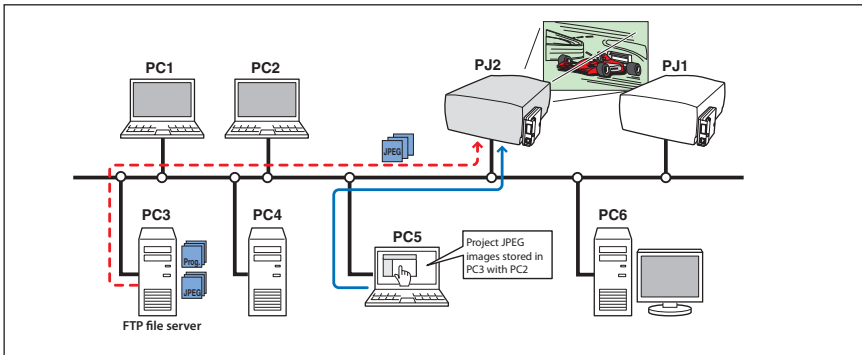 PC1
PC2
PJ2
PJ1
JPEG
PC3
PC4
PC5
PC6
Prog.
JPEG
Project JPEG
images stored in
PC3 with PC2
FTP file server